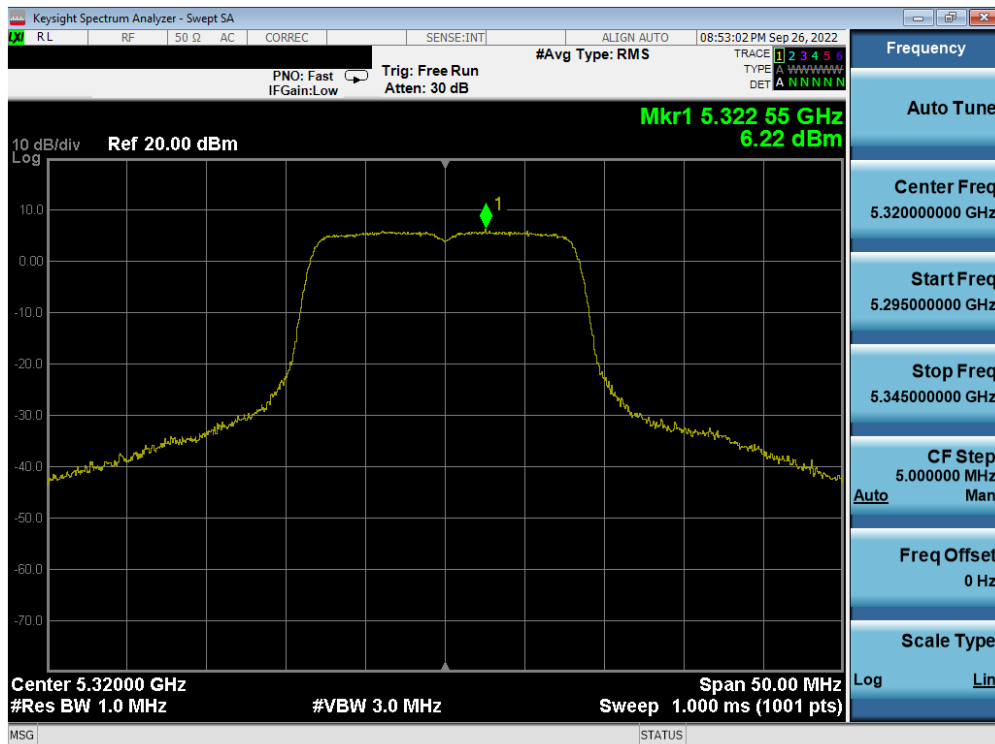 Keysight Spectrum Analyzer - Swept SA
LXI RL RF 50 Ω AC CORREC SENSE:INT ALIGN AUTO 08:53:02 PM Sep 26, 2022
PNO: Fast
IFGain:Low
Trig: Free Run
Atten: 30 dB
#Avg Type: RMS
TRACE 1 2 3 4 5 6
TYPE A WWWWW
DET A N N N N N
Mkr1 5.322 55 GHz
6.22 dBm
10 dB/div
Log
Ref 20.00 dBm
1
10.0
0.00
-10.0
-20.0
-30.0
-40.0
-50.0
-60.0
-70.0
Center 5.32000 GHz
Span 50.00 MHz
#Res BW 1.0 MHz
#VBW 3.0 MHz
Sweep 1.000 ms (1001 pts)
MSG
STATUS
Frequency
Auto Tune
Center Freq
5.320000000 GHz
Start Freq
5.295000000 GHz
Stop Freq
5.345000000 GHz
CF Step
5.000000 MHz
Auto Man
Freq Offset
0 Hz
Scale Type
Log Lin